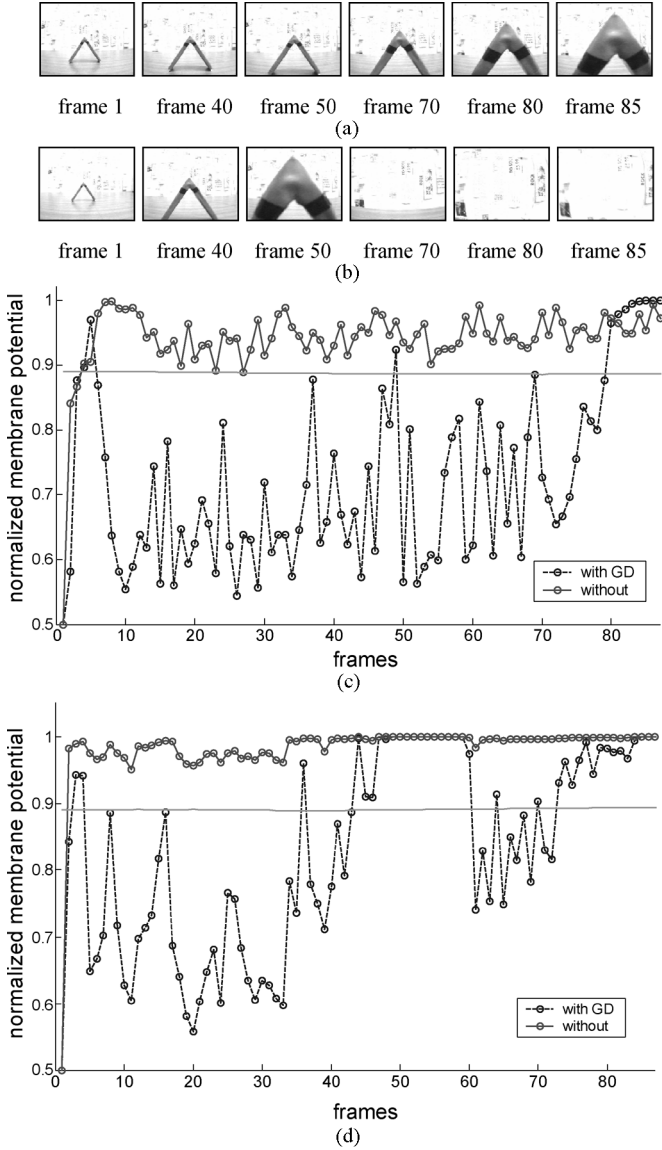 frame 1 frame 40 frame 50 frame 70 frame 80 frame 85
(a)
frame 1 frame 40 frame 50 frame 70 frame 80 frame 85
(b)
normalized membrane potential
1
0.9
0.8
0.7
0.6
0.5
with GD
without
0 10 20 30 40 50 60 70 80
frames
(c)
normalized membrane potential
1
0.9
0.8
0.7
0.6
0.5
with GD
without
0 10 20 30 40 50 60 70 80
frames
(d)